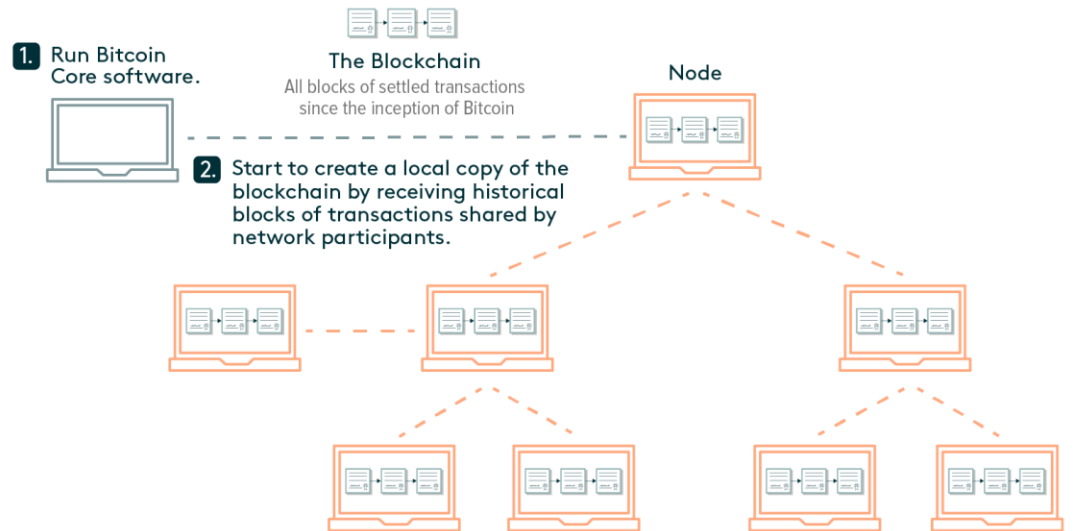 1. Run Bitcoin
Core software.
The Blockchain
All blocks of settled transactions
since the inception of Bitcoin
Node
2. Start to create a local copy of the
blockchain by receiving historical
blocks of transactions shared by
network participants.